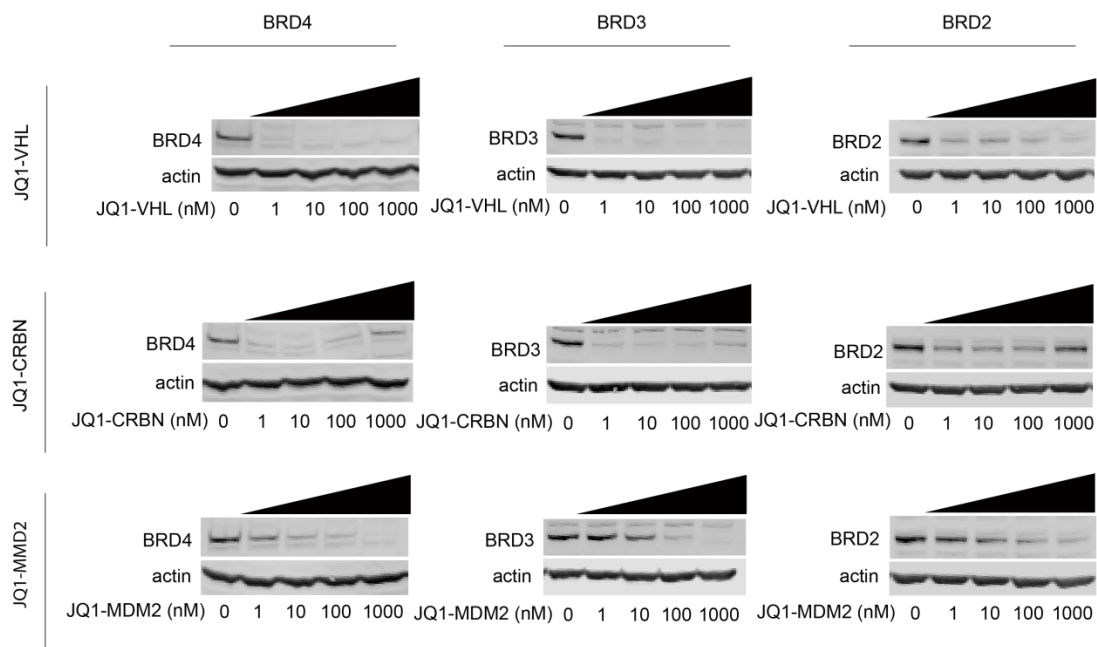 BRD4 BRD3 BRD2
JQ1-VHL
BRD4 BRD3 BRD2
actin actin actin
JQ1-VHL (nM) 0 1 10 100 1000 JQ1-VHL (nM) 0 1 10 100 1000 JQ1-VHL (nM) 0 1 10 100 1000
JQ1-CRBN
BRD4 BRD3 BRD2
actin actin actin
JQ1-CRBN (nM) 0 1 10 100 1000 JQ1-CRBN (nM) 0 1 10 100 1000 JQ1-CRBN (nM) 0 1 10 100 1000
JQ1-MMD2
BRD4 BRD3 BRD2
actin actin actin
JQ1-MDM2 (nM) 0 1 10 100 1000 JQ1-MDM2 (nM) 0 1 10 100 1000 JQ1-MDM2 (nM) 0 1 10 100 1000